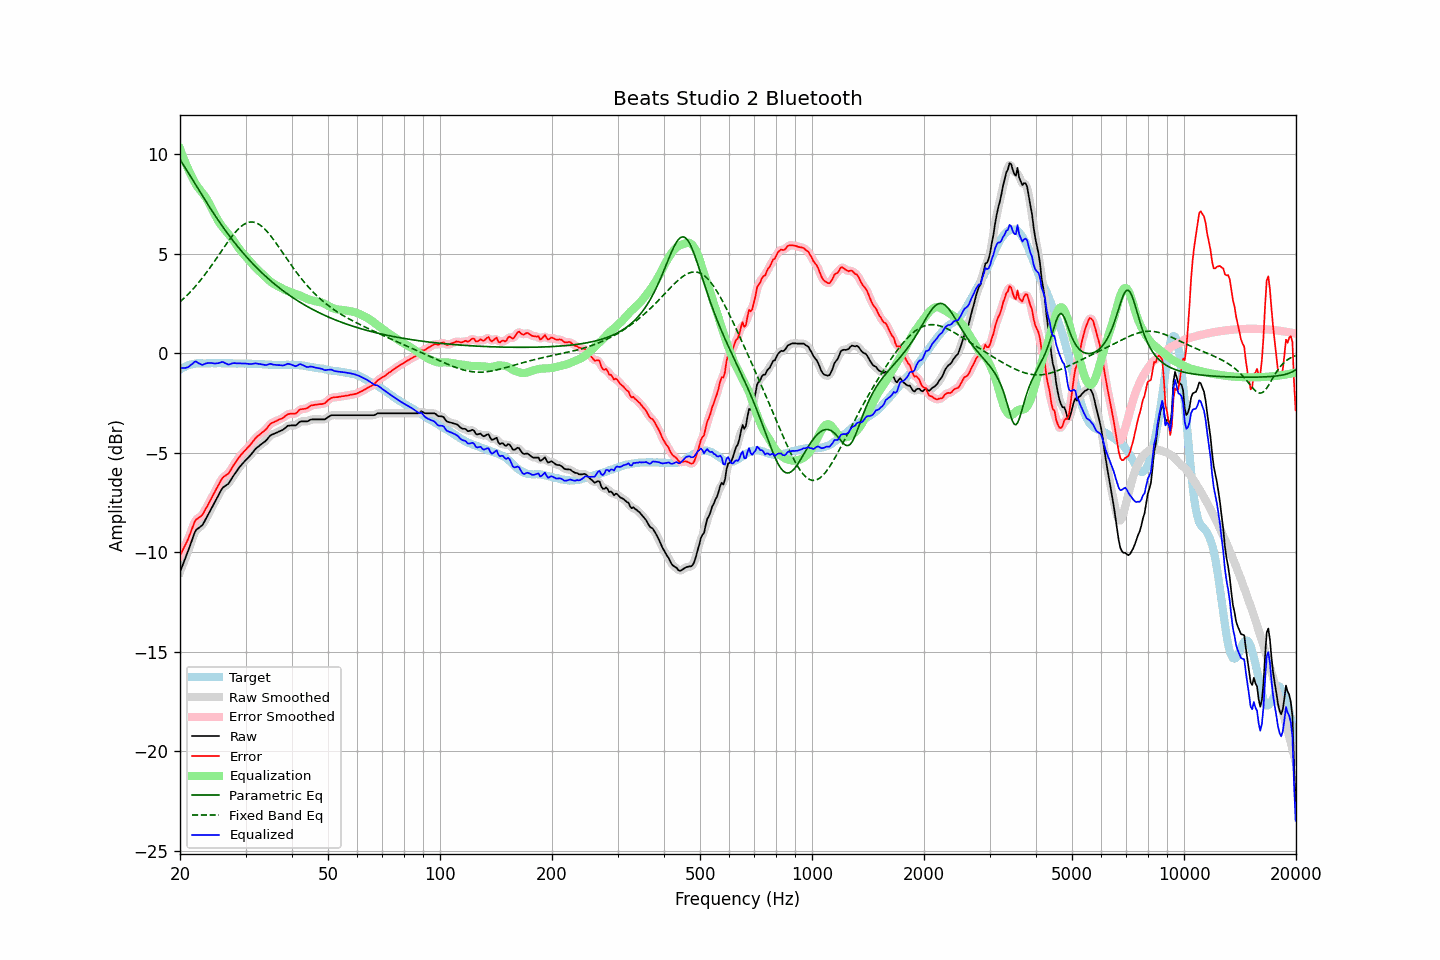 Beats Studio 2 Bluetooth
Amplitude (dBr)
10
5
0
−5
−10
−15
−20
−25
Target
Raw Smoothed
Error Smoothed
Raw
Error
Equalization
Parametric Eq
Fixed Band Eq
Equalized
20 50 100 200 500 1000 2000 5000 10000 20000
Frequency (Hz)